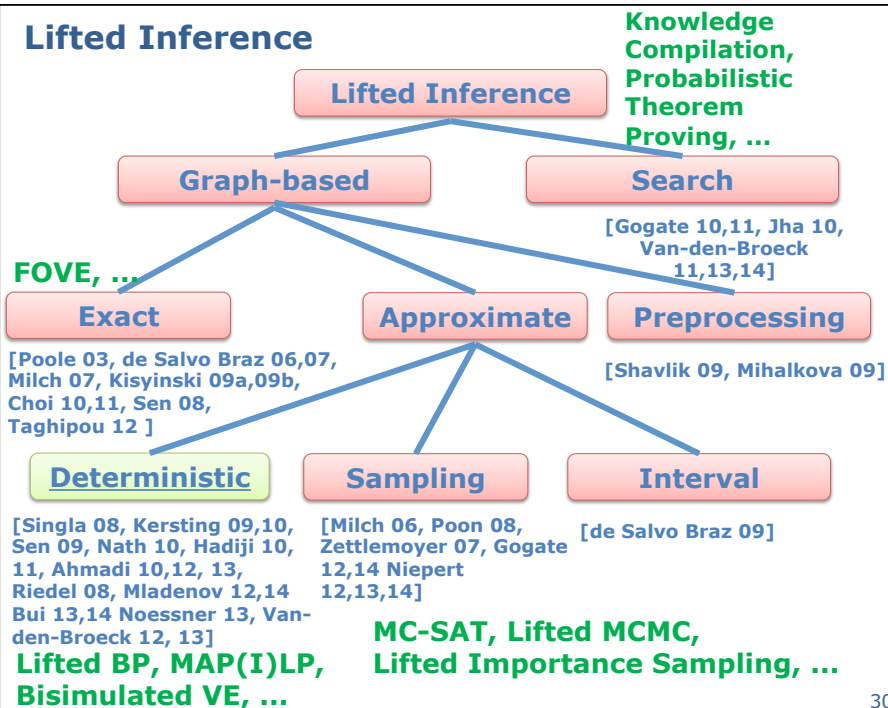 Lifted Inference
Knowledge
Compilation,
Probabilistic
Theorem
Proving, ...
Lifted Inference
Graph-based
Search
[Gogate 10,11, Jha 10,
Van-den-Broeck
11,13,14]
FOVE, ...
Exact
Approximate
Preprocessing
[Poole 03, de Salvo Braz 06,07,
Milch 07, Kisyinski 09a,09b,
Choi 10,11, Sen 08,
Taghipou 12 ]
[Shavlik 09, Mihalkova 09]
Deterministic
Sampling
Interval
[Singla 08, Kersting 09,10,
Sen 09, Nath 10, Hadiji 10,
11, Ahmadi 10,12, 13,
Riedel 08, Mladenov 12,14
Bui 13,14 Noessner 13, Van-
den-Broeck 12, 13]
[Milch 06, Poon 08,
Zettlemoyer 07, Gogate
12,14 Niepert
12,13,14]
[de Salvo Braz 09]
Lifted BP, MAP(I)LP,
Bisimulated VE, ...
MC-SAT, Lifted MCMC,
Lifted Importance Sampling, ...
30